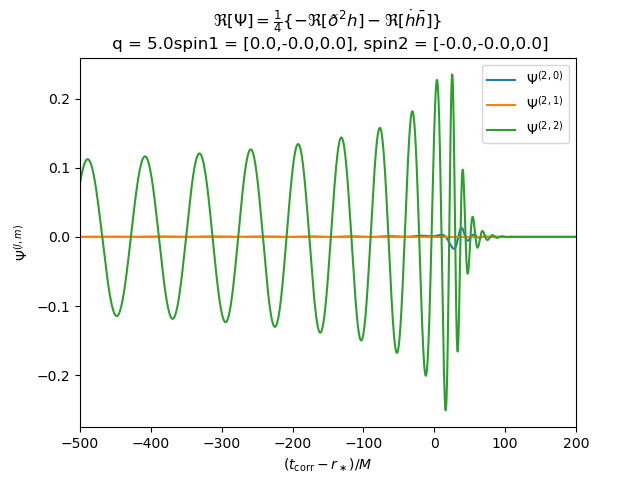 ℜ[Ψ] = ¼{−ℜ[ð²h] − ℜ[ḣh̄]}
q = 5.0spin1 = [0.0,-0.0,0.0], spin2 = [-0.0,-0.0,0.0]
Ψ⁽²,⁰⁾
Ψ⁽²,¹⁾
Ψ⁽²,²⁾
0.2
0.1
0.0
−0.1
−0.2
Ψ⁽ˡ,ᵐ⁾
−500 −400 −300 −200 −100 0 100 200
(t_corr − r_∗)/M